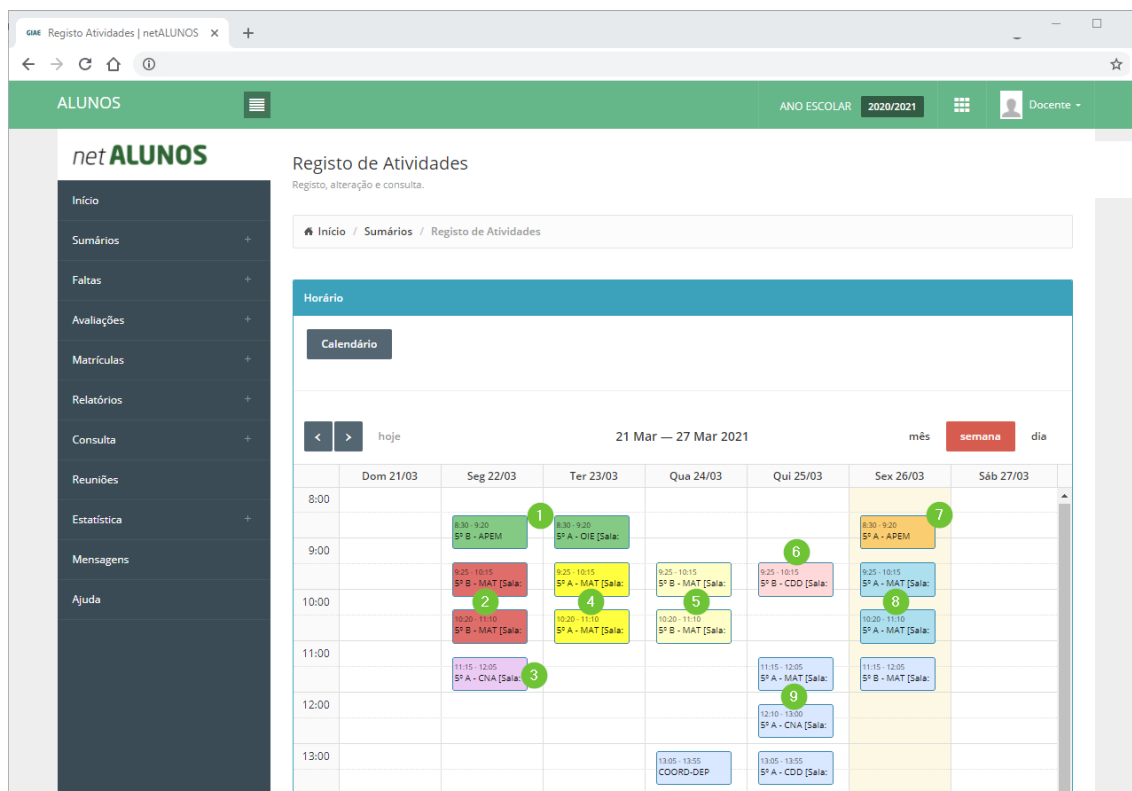 GIAE Registo Atividades | netALUNOS
ALUNOS
ANO ESCOLAR 2020/2021 Docente
net ALUNOS
Início
Sumários +
Faltas +
Avaliações +
Matrículas +
Relatórios +
Consulta +
Reuniões
Estatística +
Mensagens
Ajuda
Registo de Atividades
Registo, alteração e consulta.
Início / Sumários / Registo de Atividades
Horário
Calendário
hoje 21 Mar — 27 Mar 2021 mês semana dia
Dom 21/03 Seg 22/03 Ter 23/03 Qua 24/03 Qui 25/03 Sex 26/03 Sáb 27/03
8:00
8:30 - 9:20 1 8:30 - 9:20 8:30 - 9:20 7
5º B - APEM 5º A - OIE [Sala: 5º A - APEM
9:00 6
9:25 - 10:15 9:25 - 10:15 9:25 - 10:15 9:25 - 10:15 9:25 - 10:15
5º B - MAT [Sala: 5º A - MAT [Sala: 5º B - MAT [Sala: 5º B - CDD [Sala: 5º A - MAT [Sala:
10:00 2 4 5 8
10:20 - 11:10 10:20 - 11:10 10:20 - 11:10 10:20 - 11:10
5º B - MAT [Sala: 5º A - MAT [Sala: 5º B - MAT [Sala: 5º A - MAT [Sala:
11:00
11:15 - 12:05 11:15 - 12:05 11:15 - 12:05
5º A - CNA [Sala: 3 5º A - MAT [Sala: 5º B - MAT [Sala:
12:00 9
12:10 - 13:00
5º A - CNA [Sala:
13:00
13:05 - 13:55 13:05 - 13:55
COORD-DEP 5º A - CDD [Sala: